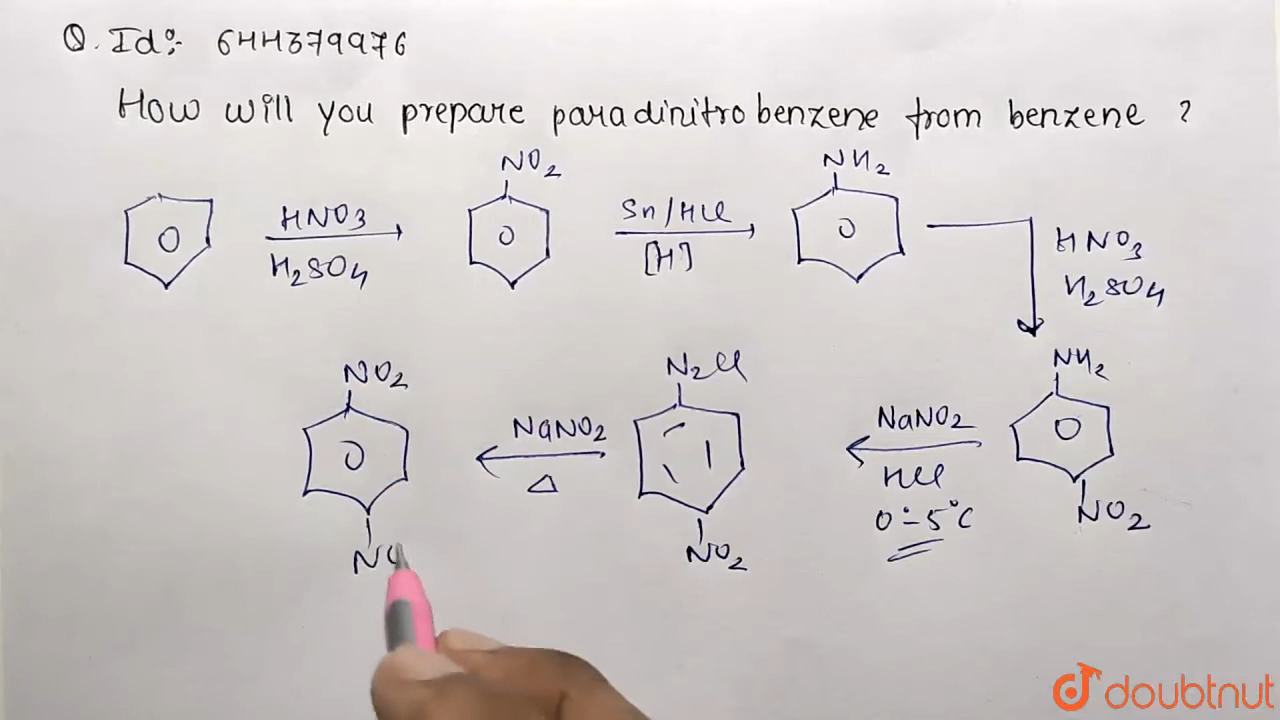 Q. Id:- 644379976
How will you prepare paradinitrobenzene from benzene ?
NO2
NH2
HNO3
H2SO4
Sn/HCl
[H]
HNO3
H2SO4
NH2
NO2
NaNO2
HCl
0°-5°C
N2Cl
NO2
NaNO2
Δ
NO2
doubtnut